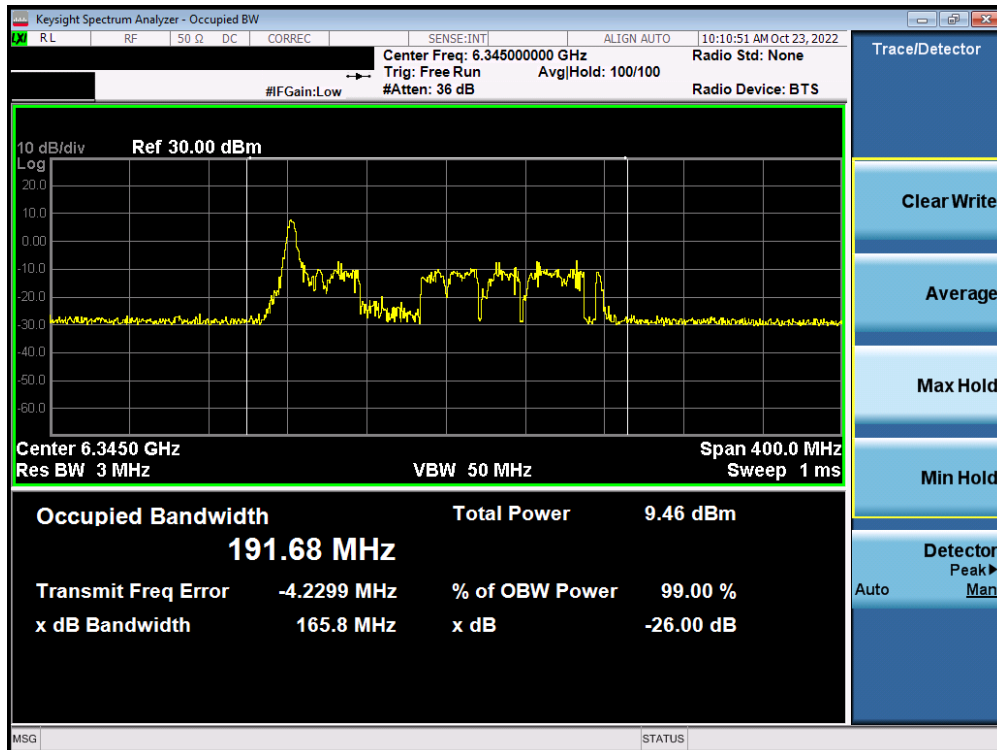 Keysight Spectrum Analyzer - Occupied BW
LXI RL RF 50 Ω DC CORREC SENSE:INT ALIGN AUTO 10:10:51 AM Oct 23, 2022
Center Freq: 6.345000000 GHz Radio Std: None
Trig: Free Run Avg|Hold: 100/100
#IFGain:Low #Atten: 36 dB Radio Device: BTS
Trace/Detector
10 dB/div Ref 30.00 dBm
Log
20.0
10.0
0.00
-10.0
-20.0
-30.0
-40.0
-50.0
-60.0
Center 6.3450 GHz Span 400.0 MHz
Res BW 3 MHz VBW 50 MHz Sweep 1 ms
Occupied Bandwidth Total Power 9.46 dBm
191.68 MHz
Transmit Freq Error -4.2299 MHz % of OBW Power 99.00 %
x dB Bandwidth 165.8 MHz x dB -26.00 dB
Clear Write
Average
Max Hold
Min Hold
Detector
Peak▶
Auto Man
MSG STATUS